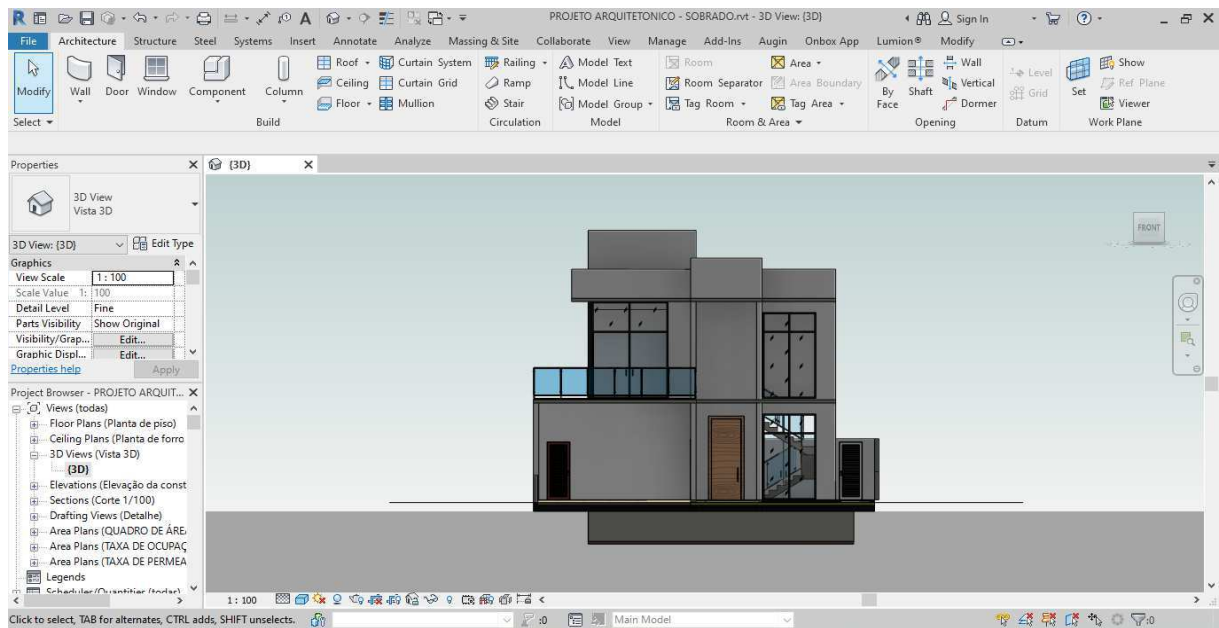 PROJETO ARQUITETONICO - SOBRADO.rvt - 3D View: {3D}
Sign In
File Architecture Structure Steel Systems Insert Annotate Analyze Massing & Site Collaborate View Manage Add-Ins Augin Onbox App Lumion® Modify
Modify
Wall
Door
Window
Component
Column
Roof
Ceiling
Floor
Curtain System
Curtain Grid
Mullion
Railing
Ramp
Stair
Model Text
Model Line
Model Group
Room
Room Separator
Tag Room
Area
Area Boundary
Tag Area
By Face
Shaft
Wall
Vertical
Dormer
Level
Grid
Set
Show
Ref Plane
Viewer
Select
Build
Circulation
Model
Room & Area
Opening
Datum
Work Plane
Properties
{3D}
3D View
Vista 3D
3D View: {3D}
Edit Type
Graphics
View Scale 1 : 100
Scale Value 1: 100
Detail Level Fine
Parts Visibility Show Original
Visibility/Grap... Edit...
Graphic Displ... Edit...
Properties help
Apply
FRONT
Project Browser - PROJETO ARQUIT...
Views (todas)
Floor Plans (Planta de piso)
Ceiling Plans (Planta de forro
3D Views (Vista 3D)
{3D}
Elevations (Elevação da const
Sections (Corte 1/100)
Drafting Views (Detalhe)
Area Plans (QUADRO DE ÁRE
Area Plans (TAXA DE OCUPAÇ
Area Plans (TAXA DE PERMEA
Legends
Schedules/Quantities (todas)
1 : 100
Click to select, TAB for alternates, CTRL adds, SHIFT unselects.
:0
Main Model
:0